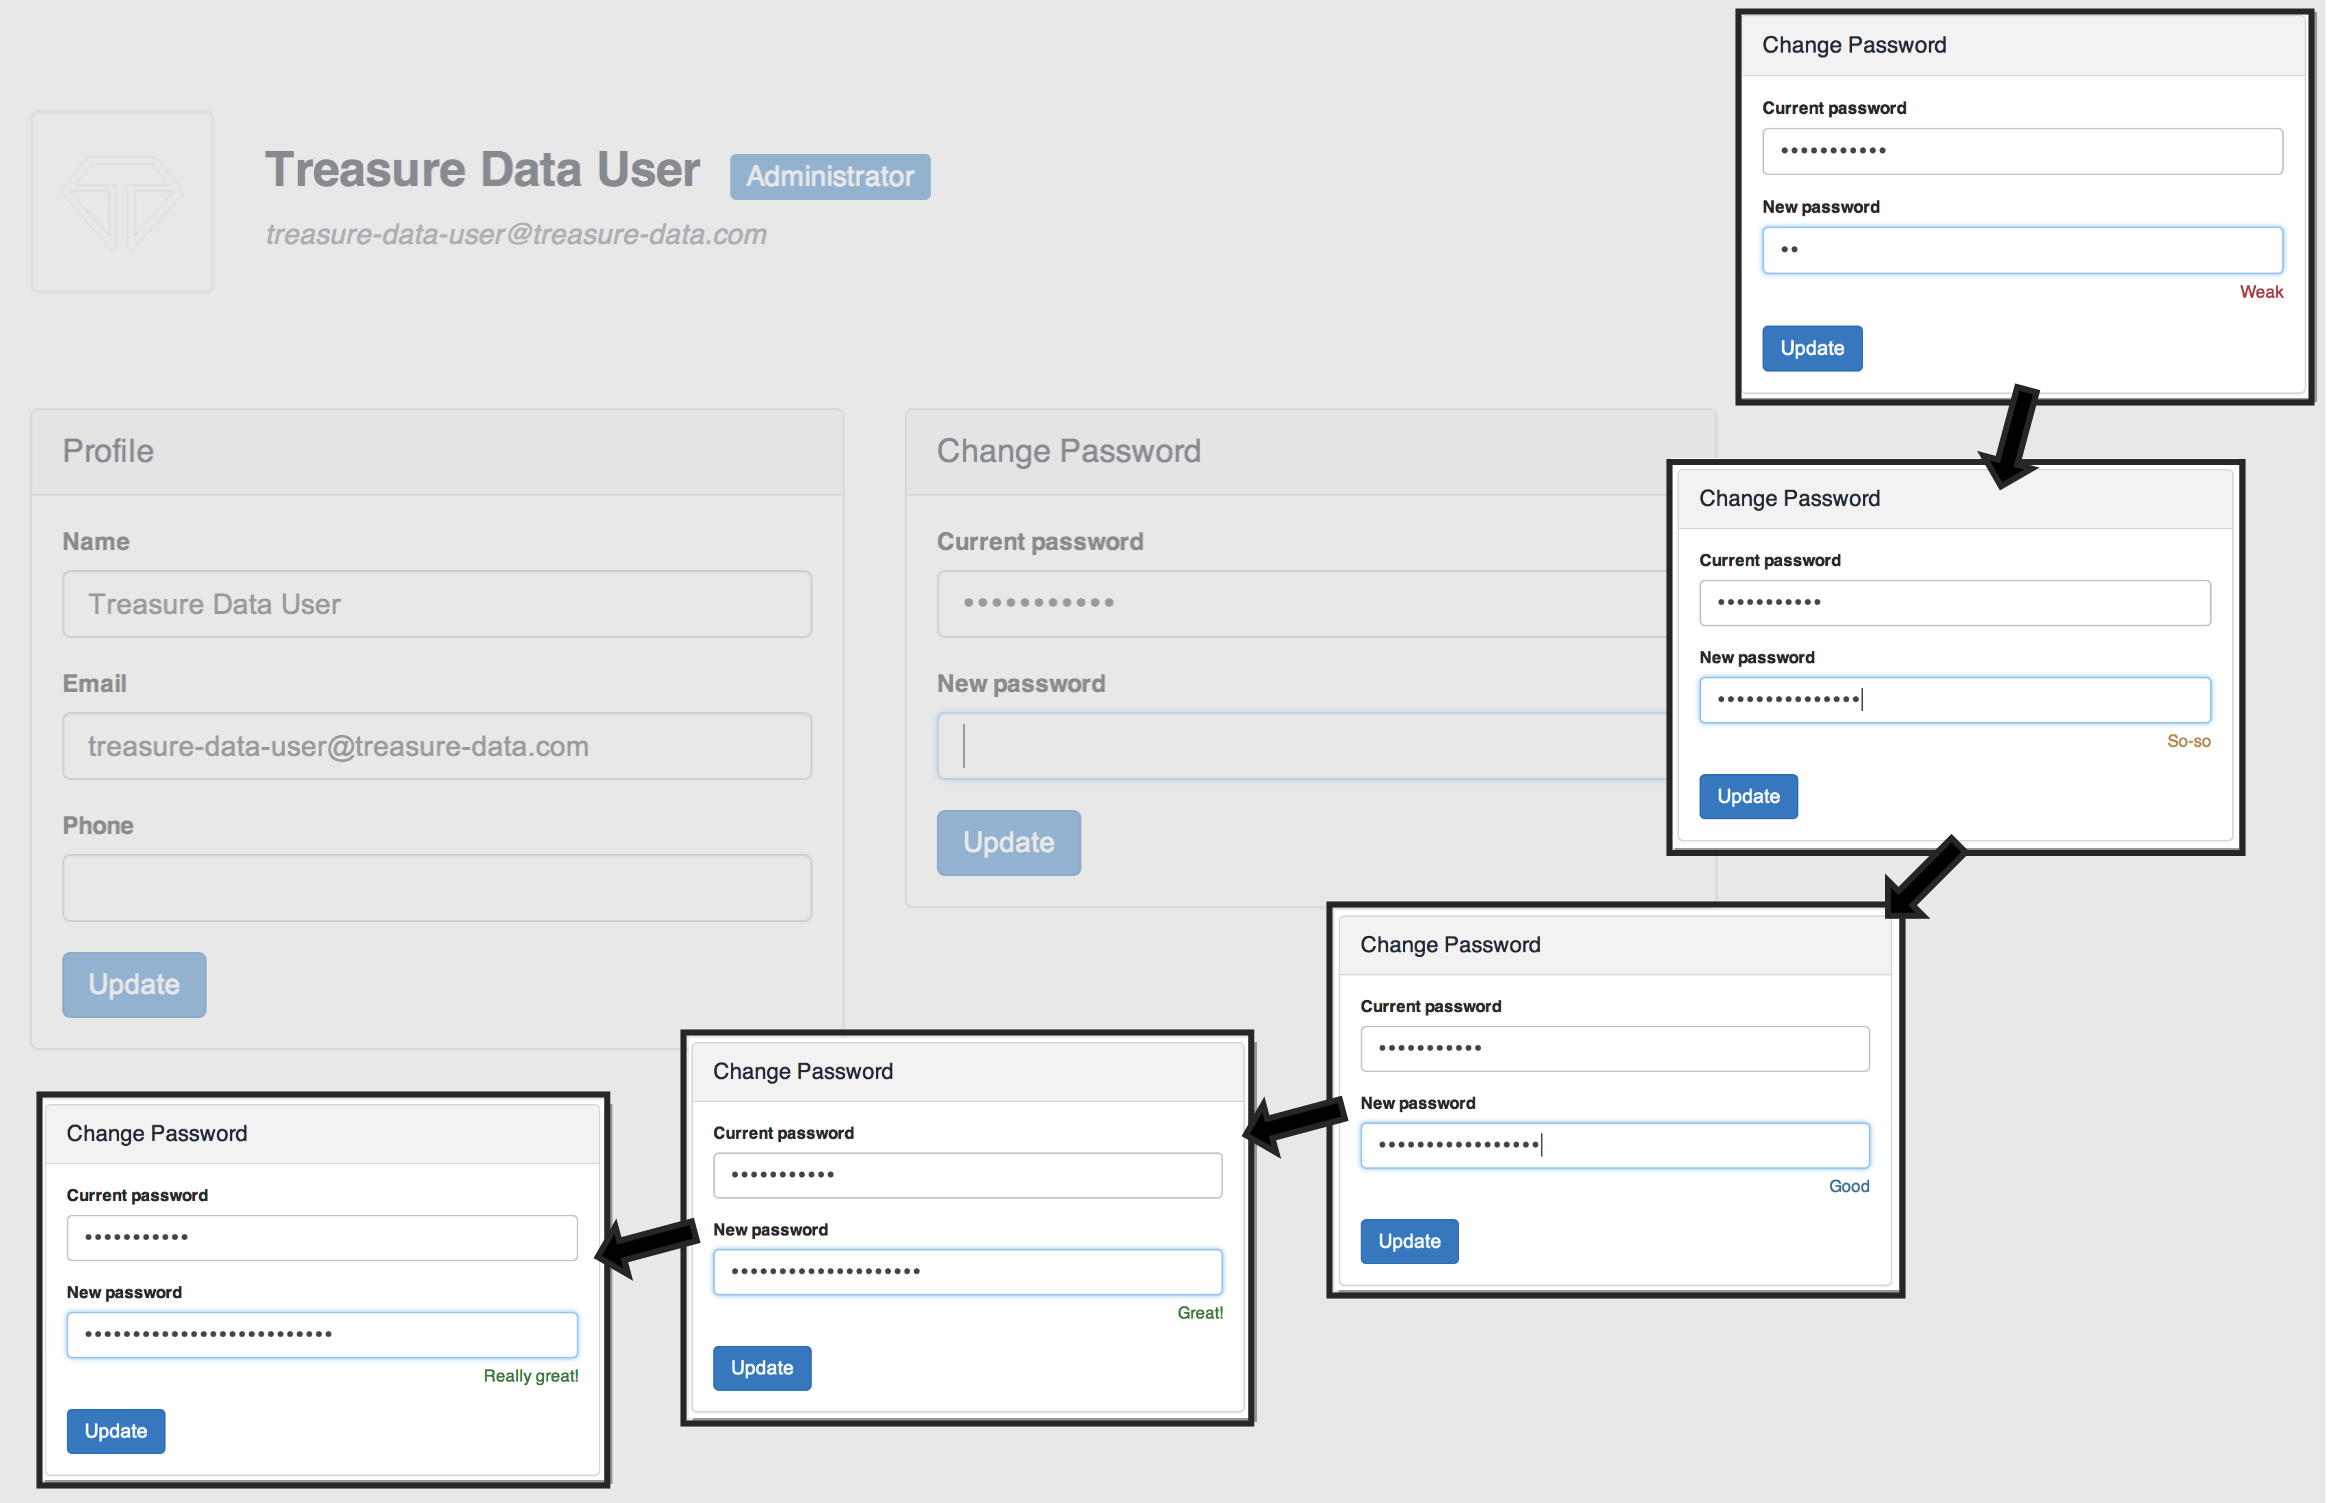 Treasure Data User
Administrator
treasure-data-user@treasure-data.com
Profile
Name
Treasure Data User
Email
treasure-data-user@treasure-data.com
Phone
Update
Change Password
Current password
•••••••••••
New password
Update
Change Password
Current password
•••••••••••
New password
••
Weak
Update
Change Password
Current password
•••••••••••
New password
•••••••••••••••
So-so
Update
Change Password
Current password
•••••••••••
New password
•••••••••••••••••
Good
Update
Change Password
Current password
•••••••••••
New password
••••••••••••••••••••
Great!
Update
Change Password
Current password
•••••••••••
New password
••••••••••••••••••••••••••
Really great!
Update